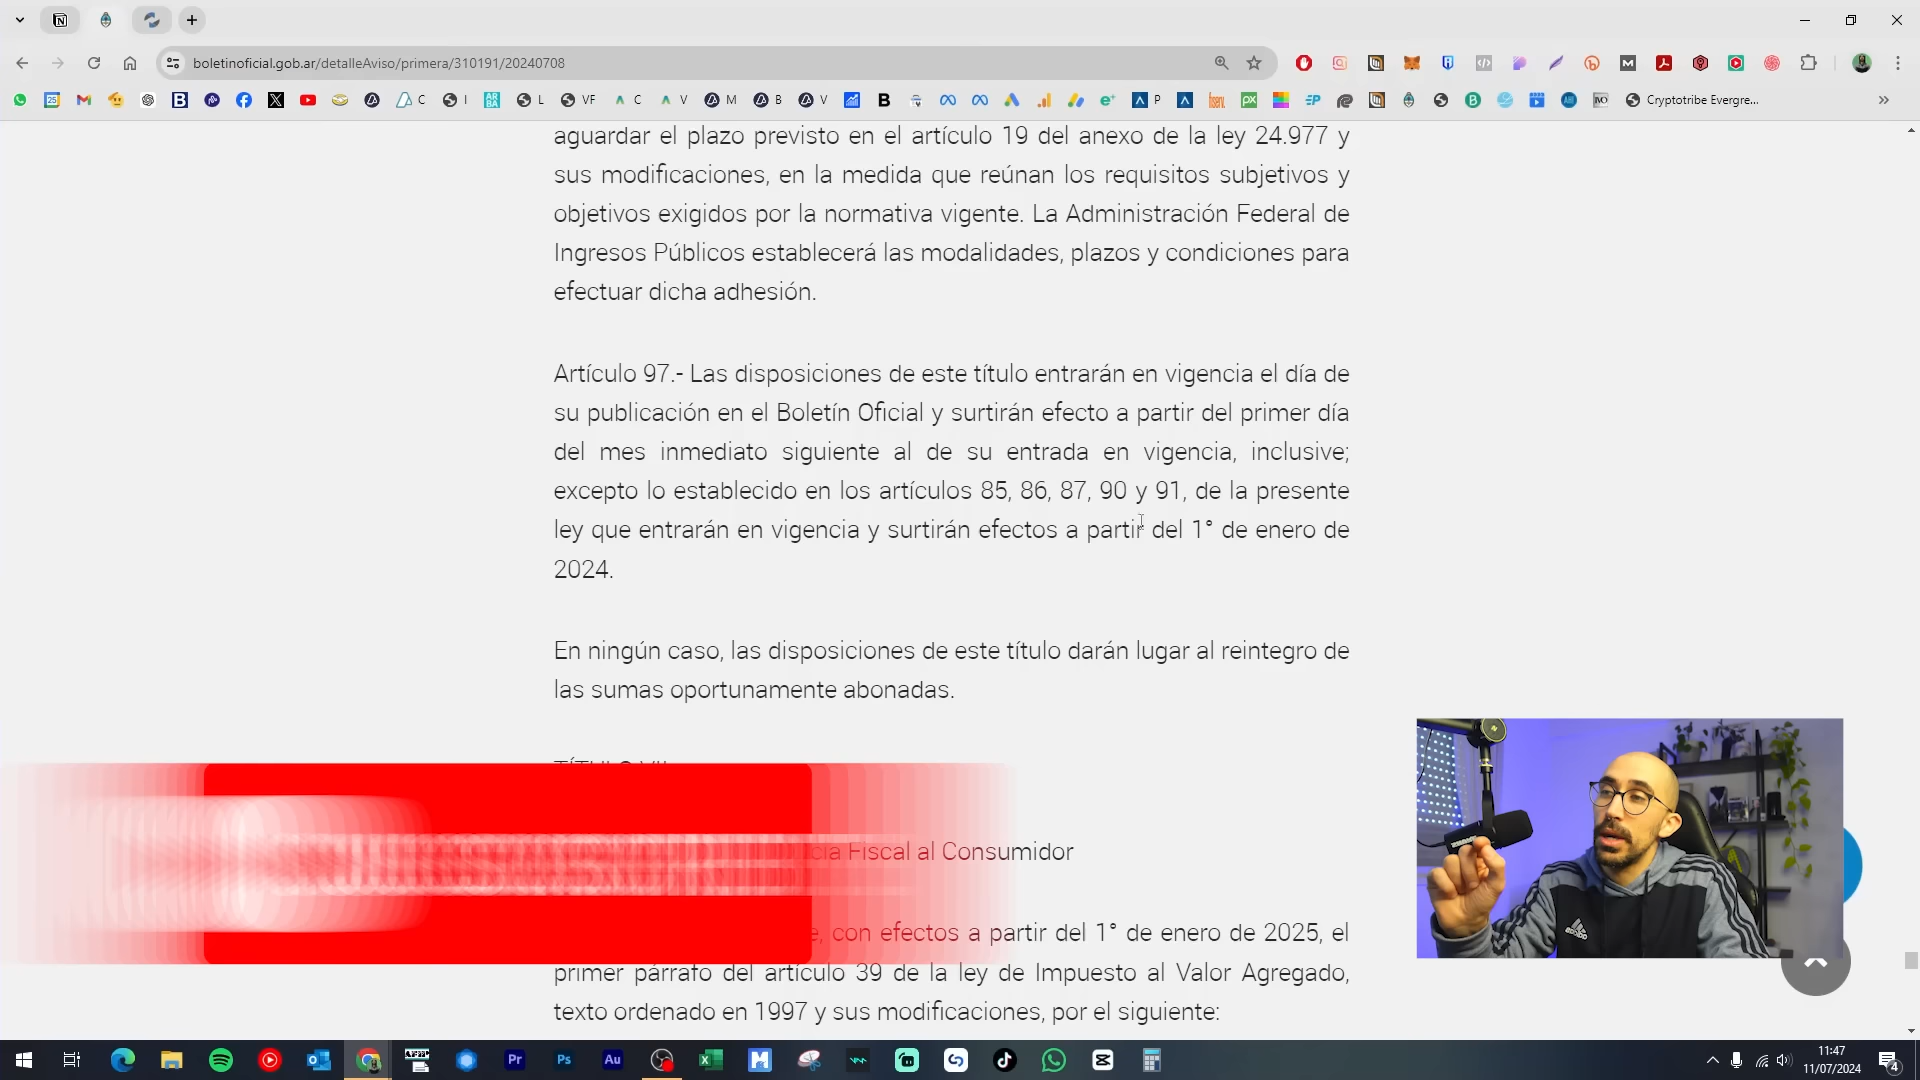 boletinoficial.gob.ar/detalleAviso/primera/310191/20240708
C
I
L
VF
C
V
M
B
V
P
Cryptotribe Evergre...
aguardar el plazo previsto en el artículo 19 del anexo de la ley 24.977 y
sus modificaciones, en la medida que reúnan los requisitos subjetivos y
objetivos exigidos por la normativa vigente. La Administración Federal de
Ingresos Públicos establecerá las modalidades, plazos y condiciones para
efectuar dicha adhesión.
Artículo 97.- Las disposiciones de este título entrarán en vigencia el día de
su publicación en el Boletín Oficial y surtirán efecto a partir del primer día
del mes inmediato siguiente al de su entrada en vigencia, inclusive;
excepto lo establecido en los artículos 85, 86, 87, 90 y 91, de la presente
ley que entrarán en vigencia y surtirán efectos a partir del 1° de enero de
2024.
En ningún caso, las disposiciones de este título darán lugar al reintegro de
las sumas oportunamente abonadas.
Fiscal al Consumidor
con efectos a partir del 1° de enero de 2025, el
primer párrafo del artículo 39 de la ley de Impuesto al Valor Agregado,
texto ordenado en 1997 y sus modificaciones, por el siguiente:
adidas
11:47
11/07/2024
4